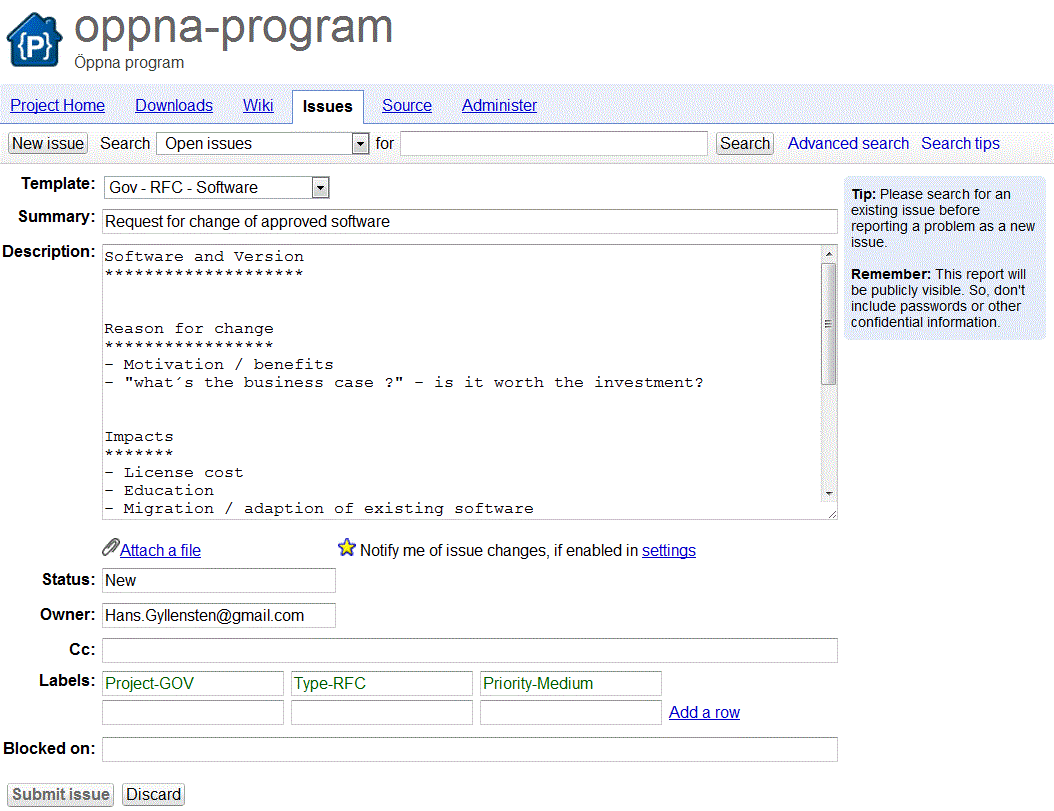 {P}
oppna-program
Öppna program
Project Home Downloads Wiki Issues Source Administer
New issue Search Open issues for Search Advanced search Search tips
Template: Gov - RFC - Software
Summary: Request for change of approved software
Description: Software and Version
********************
Reason for change
*****************
- Motivation / benefits
- "what´s the business case ?" - is it worth the investment?
Impacts
*******
- License cost
- Education
- Migration / adaption of existing software
Tip: Please search for an
existing issue before
reporting a problem as a new
issue.
Remember: This report will
be publicly visible. So, don't
include passwords or other
confidential information.
Attach a file Notify me of issue changes, if enabled in settings
Status: New
Owner: Hans.Gyllensten@gmail.com
Cc:
Labels: Project-GOV Type-RFC Priority-Medium
Add a row
Blocked on:
Submit issue Discard